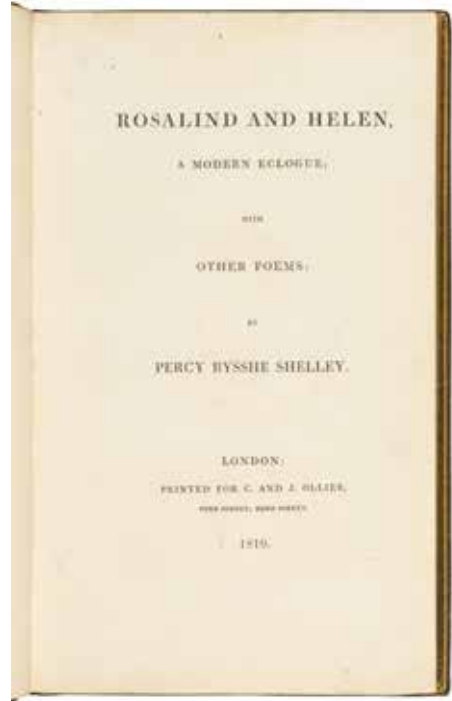 ROSALIND AND HELEN,
A MODERN ECLOGUE;
WITH
OTHER POEMS:
BY
PERCY BYSSHE SHELLEY.
LONDON:
PRINTED FOR C. AND J. OLLIER,
VERE STREET, BOND STREET.
1819.